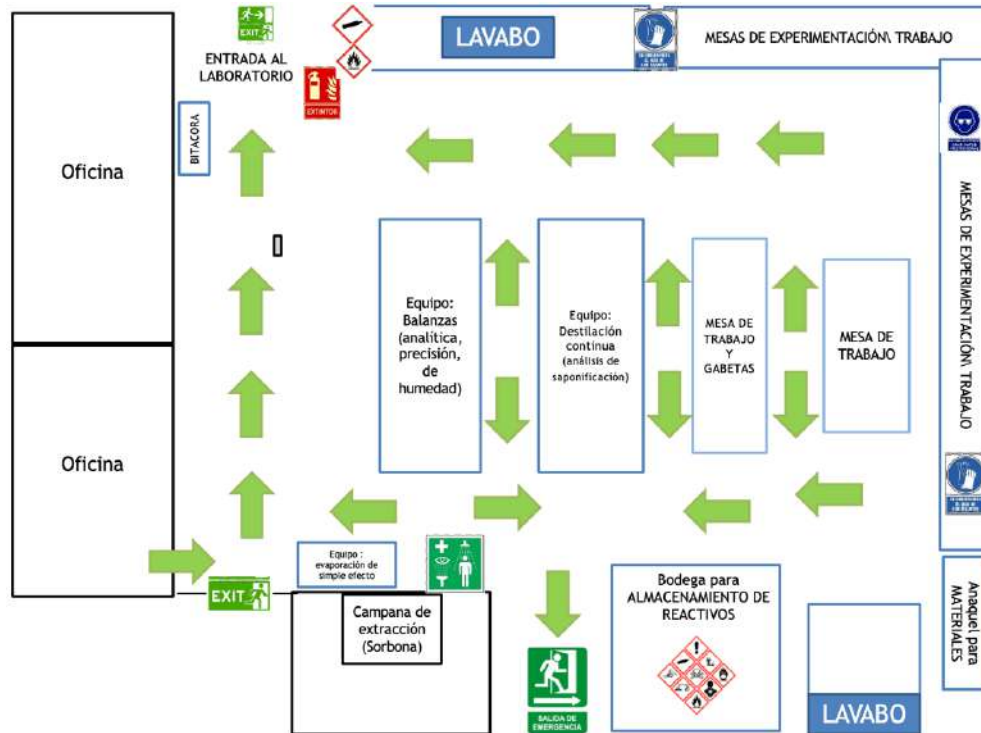 EXIT
ENTRADA AL
LABORATORIO
EXTINTOR
LAVABO
MESAS DE EXPERIMENTACIÓN\ TRABAJO
BITACORA
Oficina
MESAS DE EXPERIMENTACIÓN\ TRABAJO
Equipo:
Balanzas
(analítica,
precisión,
de
humedad)
Equipo:
Destilación
continua
(análisis de
saponificación)
MESA DE
TRABAJO
Y
GABETAS
MESA DE
TRABAJO
Oficina
EXIT
Equipo :
evaporación de
simple efecto
Campana de
extracción
(Sorbona)
SALIDA DE
EMERGENCIA
Bodega para
ALMACENAMIENTO DE
REACTIVOS
LAVABO
Anaquel para
MATERIALES